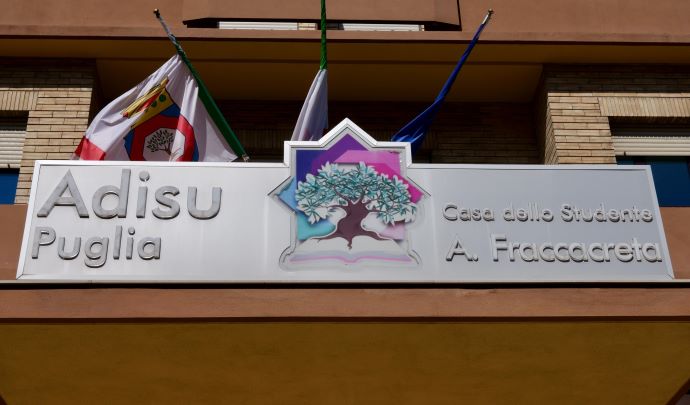 Adisu
Puglia
Casa dello Studente
A. Fraccacreta